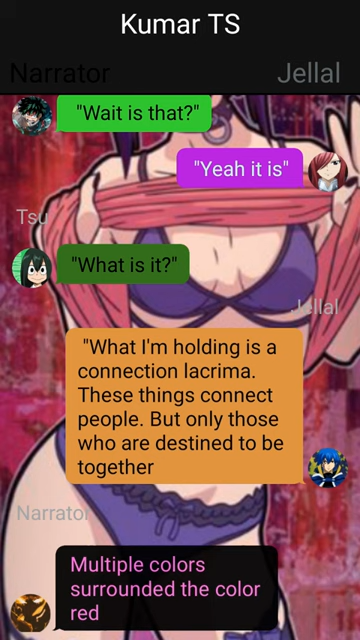 Kumar TS
Narrator
Jellal
"Wait is that?"
"Yeah it is"
Tsu
"What is it?"
Jellal
"What I'm holding is a
connection lacrima.
These things connect
people. But only those
who are destined to be
together
Narrator
Multiple colors
surrounded the color
red